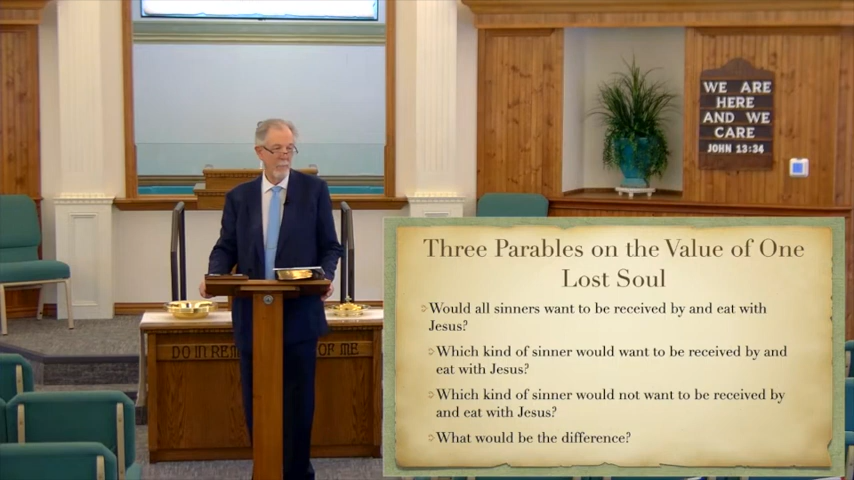 WE ARE
HERE
AND WE
CARE
JOHN 13:34
DO IN REM
OF ME
Three Parables on the Value of One
Lost Soul
Would all sinners want to be received by and eat with
Jesus?
Which kind of sinner would want to be received by and
eat with Jesus?
Which kind of sinner would not want to be received by
and eat with Jesus?
What would be the difference?